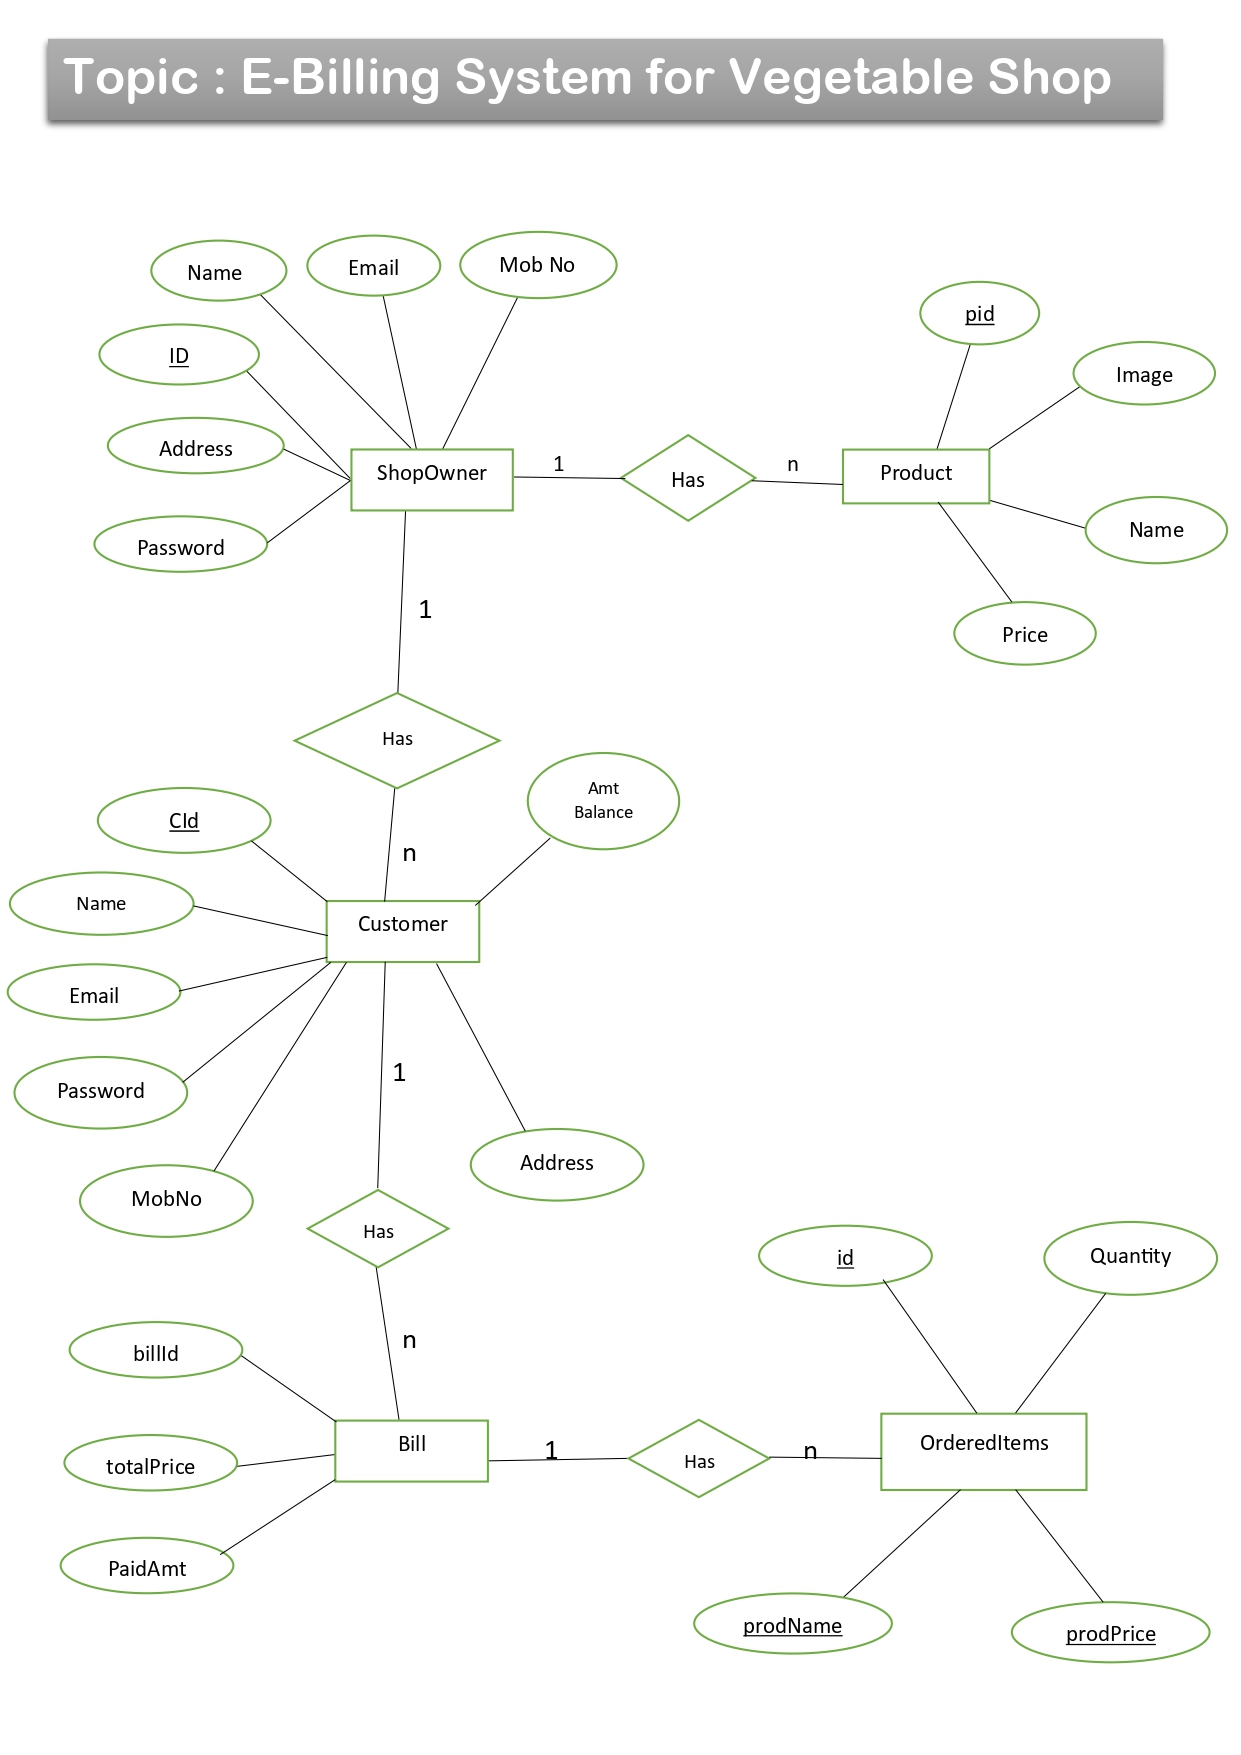 Topic : E-Billing System for Vegetable Shop
Name
Email
Mob No
ID
Address
Password
ShopOwner
1
Has
n
Product
pid
Image
Name
Price
1
Has
n
Amt
Balance
CId
Name
Email
Password
MobNo
Customer
Address
1
Has
n
billId
totalPrice
PaidAmt
Bill
1
Has
n
OrderedItems
id
Quantity
prodName
prodPrice